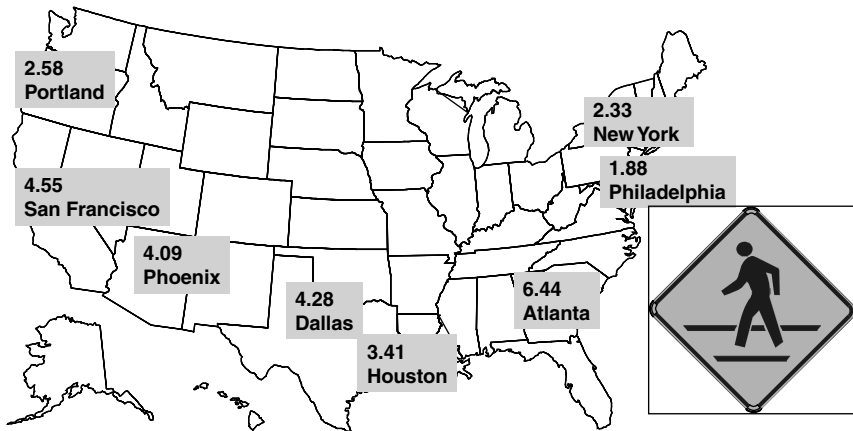 2.58
Portland
2.33
New York
1.88
Philadelphia
4.55
San Francisco
4.09
Phoenix
4.28
Dallas
6.44
Atlanta
3.41
Houston